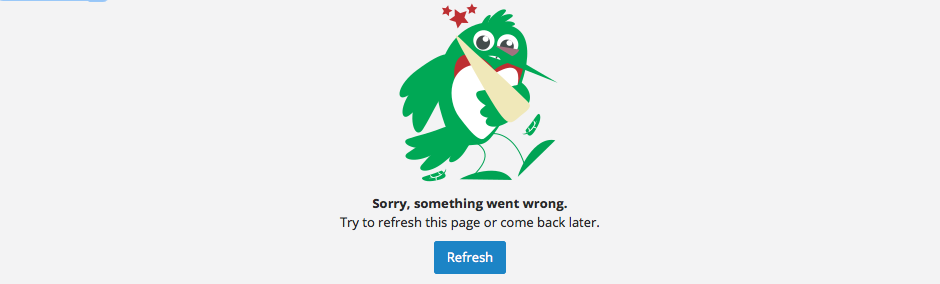 Sorry, something went wrong.
Try to refresh this page or come back later.
Refresh